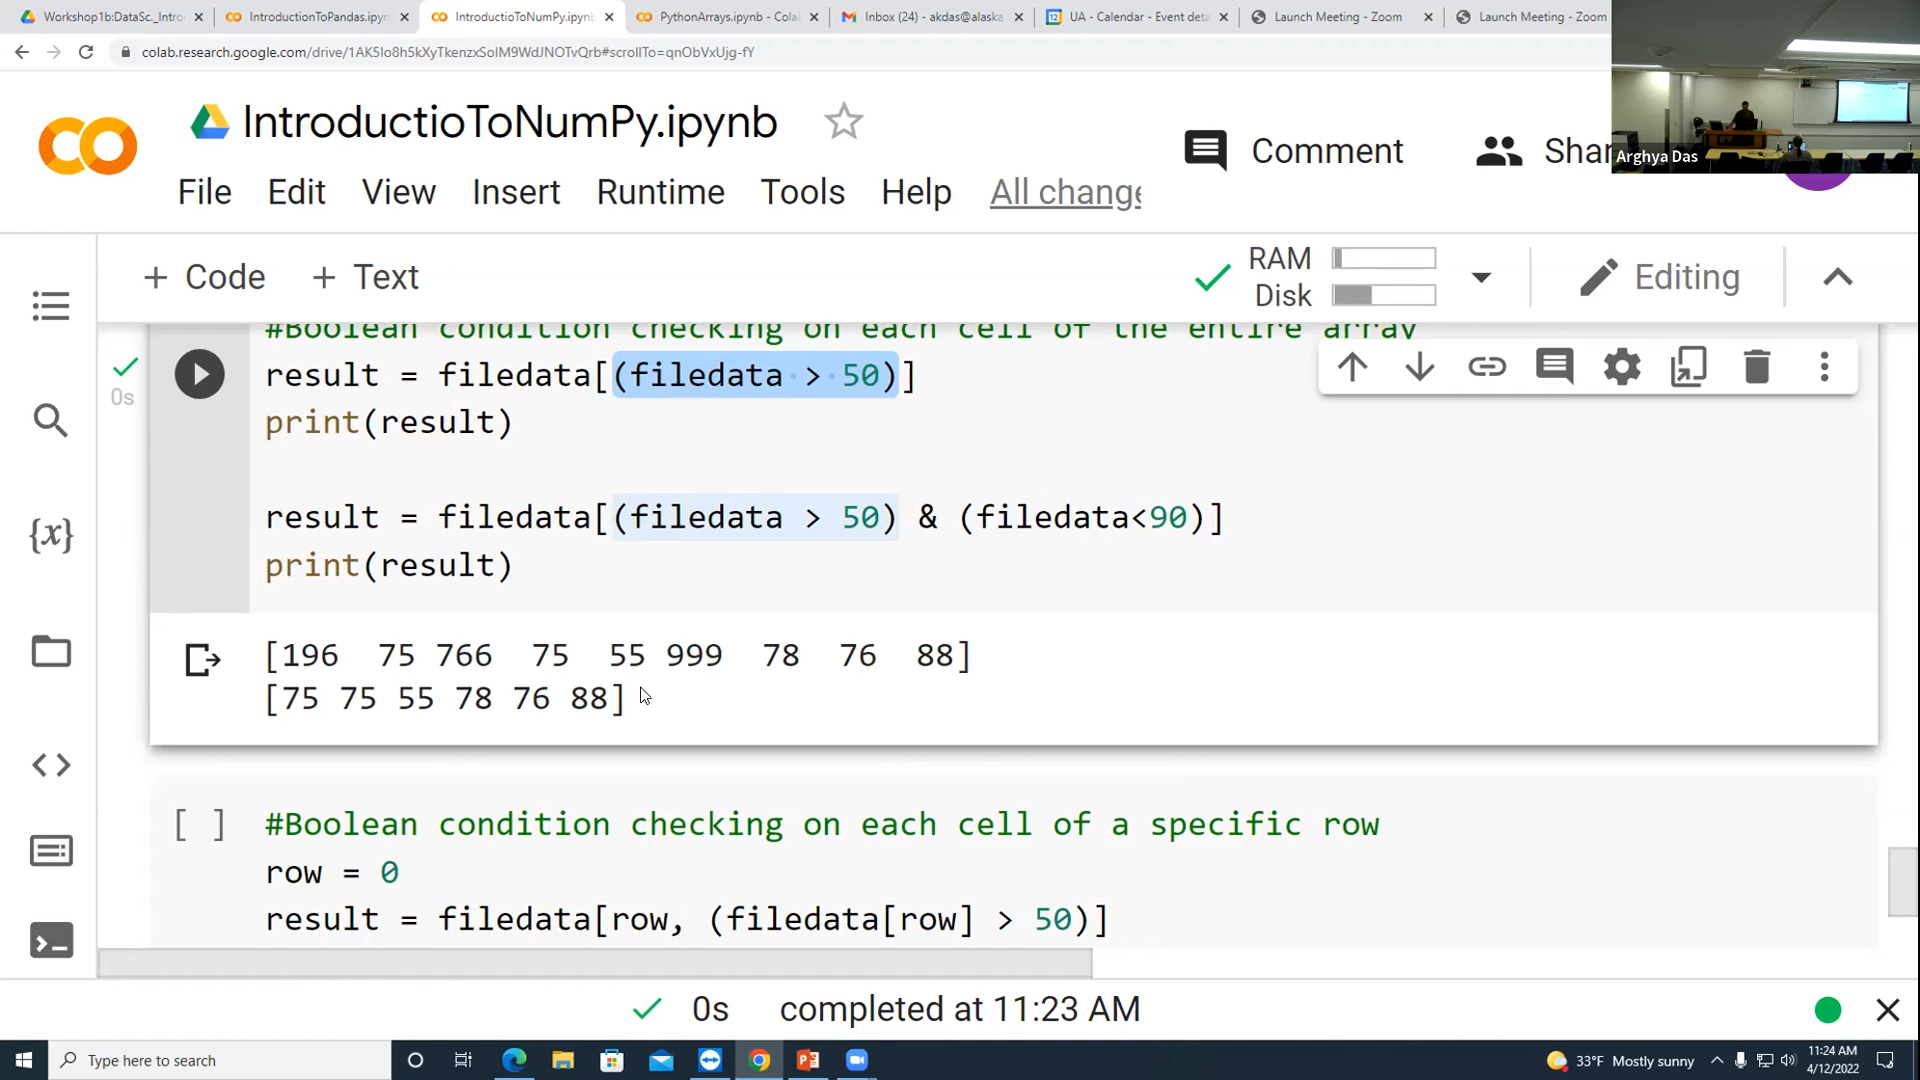 Workshop1b:DataSc._Intro
IntroductionToPandas.ipyn
IntroductioToNumPy.ipynb
PythonArrays.ipynb - Cola
Inbox (24) - akdas@alaska
UA - Calendar - Event deta
Launch Meeting - Zoom
Launch Meeting - Zoom
colab.research.google.com/drive/1AK5Io8h5kXyTkenzxSolM9WdJNOTvQrb#scrollTo=qnObVxUjg-fY
IntroductioToNumPy.ipynb
Comment
Shar
Arghya Das
File Edit View Insert Runtime Tools Help All change
+ Code + Text
RAM
Disk
Editing
#Boolean condition checking on each cell of the entire array
0s
result = filedata[(filedata > 50)]
print(result)
result = filedata[(filedata > 50) & (filedata<90)]
print(result)
[196 75 766 75 55 999 78 76 88]
[75 75 55 78 76 88]
[ ] #Boolean condition checking on each cell of a specific row
row = 0
result = filedata[row, (filedata[row] > 50)]
0s completed at 11:23 AM
Type here to search
33°F Mostly sunny
11:24 AM
4/12/2022